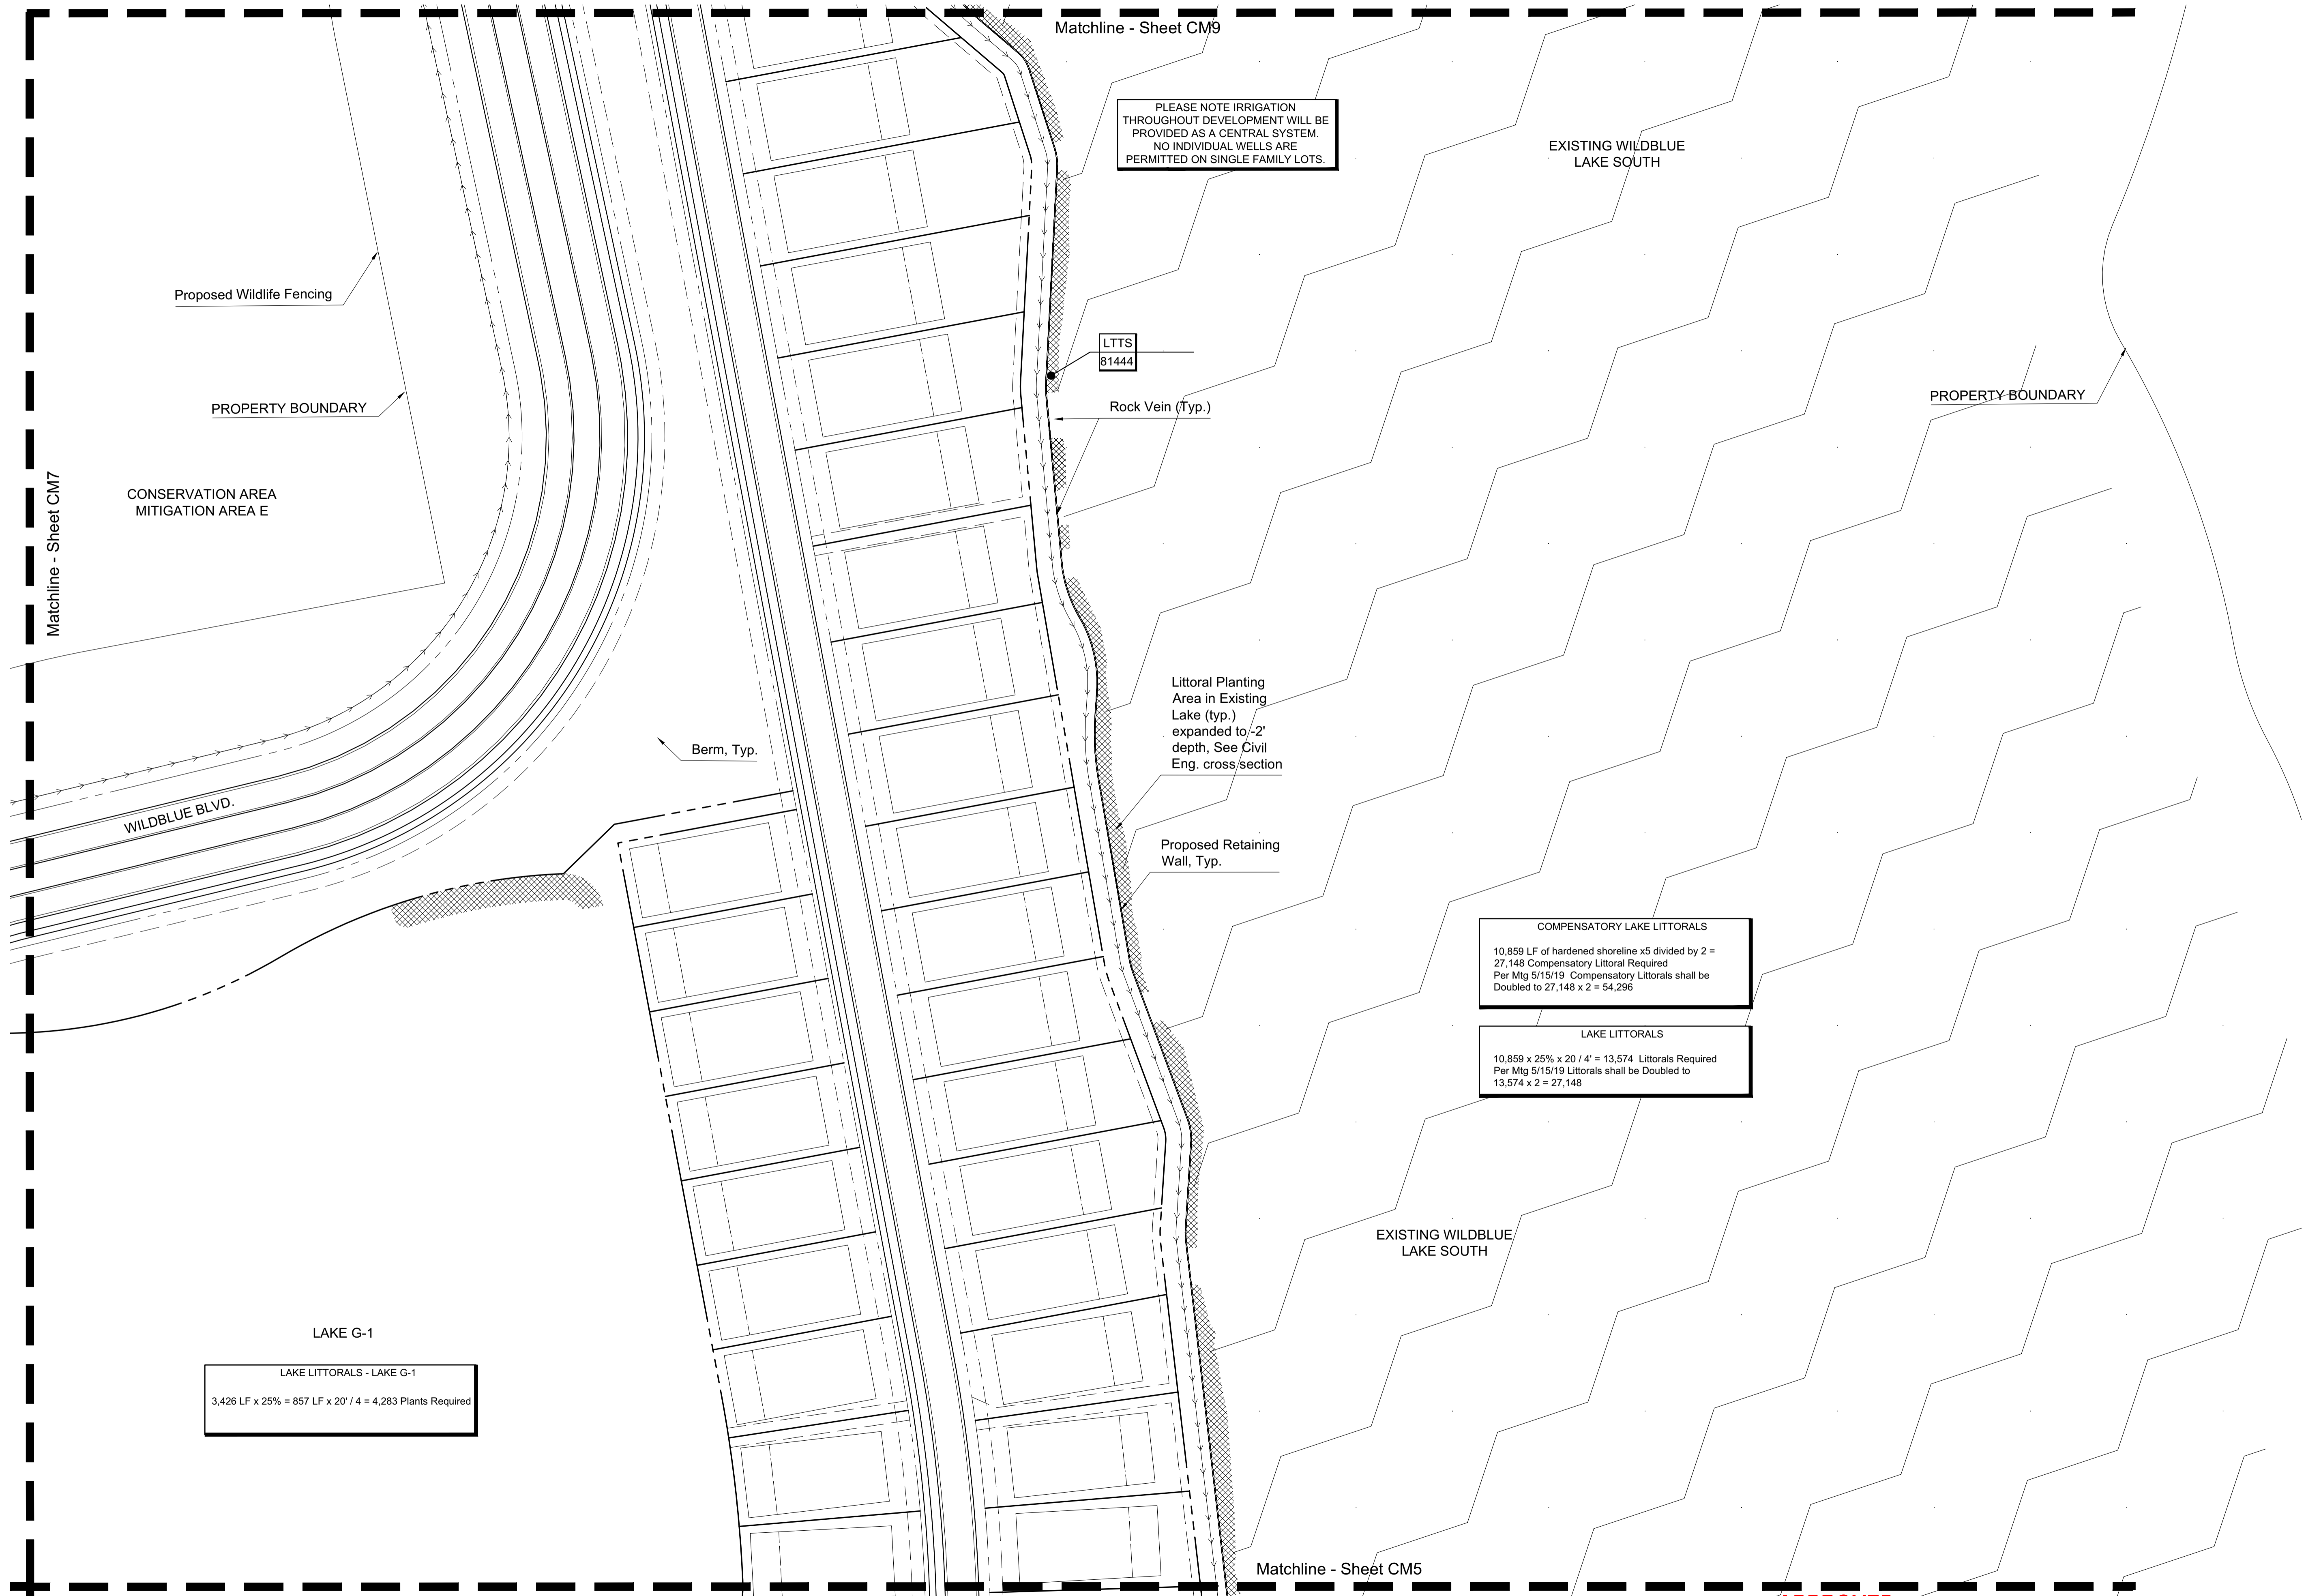 Matchline - Sheet CM9
PLEASE NOTE IRRIGATION
THROUGHOUT DEVELOPMENT WILL BE
PROVIDED AS A CENTRAL SYSTEM.
NO INDIVIDUAL WELLS ARE
PERMITTED ON SINGLE FAMILY LOTS.
EXISTING WILDBLUE
LAKE SOUTH
Proposed Wildlife Fencing
LTTS
81444
PROPERTY BOUNDARY
Rock Vein (Typ.)
PROPERTY BOUNDARY
CONSERVATION AREA
MITIGATION AREA E
Matchline - Sheet CM7
Littoral Planting
Area in Existing
Lake (typ.)
expanded to -2'
depth, See Civil
Eng. cross section
Berm, Typ.
WILDBLUE BLVD.
Proposed Retaining
Wall, Typ.
COMPENSATORY LAKE LITTORALS
10,859 LF of hardened shoreline x5 divided by 2 =
27,148 Compensatory Littoral Required
Per Mtg 5/15/19 Compensatory Littorals shall be
Doubled to 27,148 x 2 = 54,296
LAKE LITTORALS
10,859 x 25% x 20 / 4' = 13,574 Littorals Required
Per Mtg 5/15/19 Littorals shall be Doubled to
13,574 x 2 = 27,148
EXISTING WILDBLUE
LAKE SOUTH
LAKE G-1
LAKE LITTORALS - LAKE G-1
3,426 LF x 25% = 857 LF x 20' / 4 = 4,283 Plants Required
Matchline - Sheet CM5